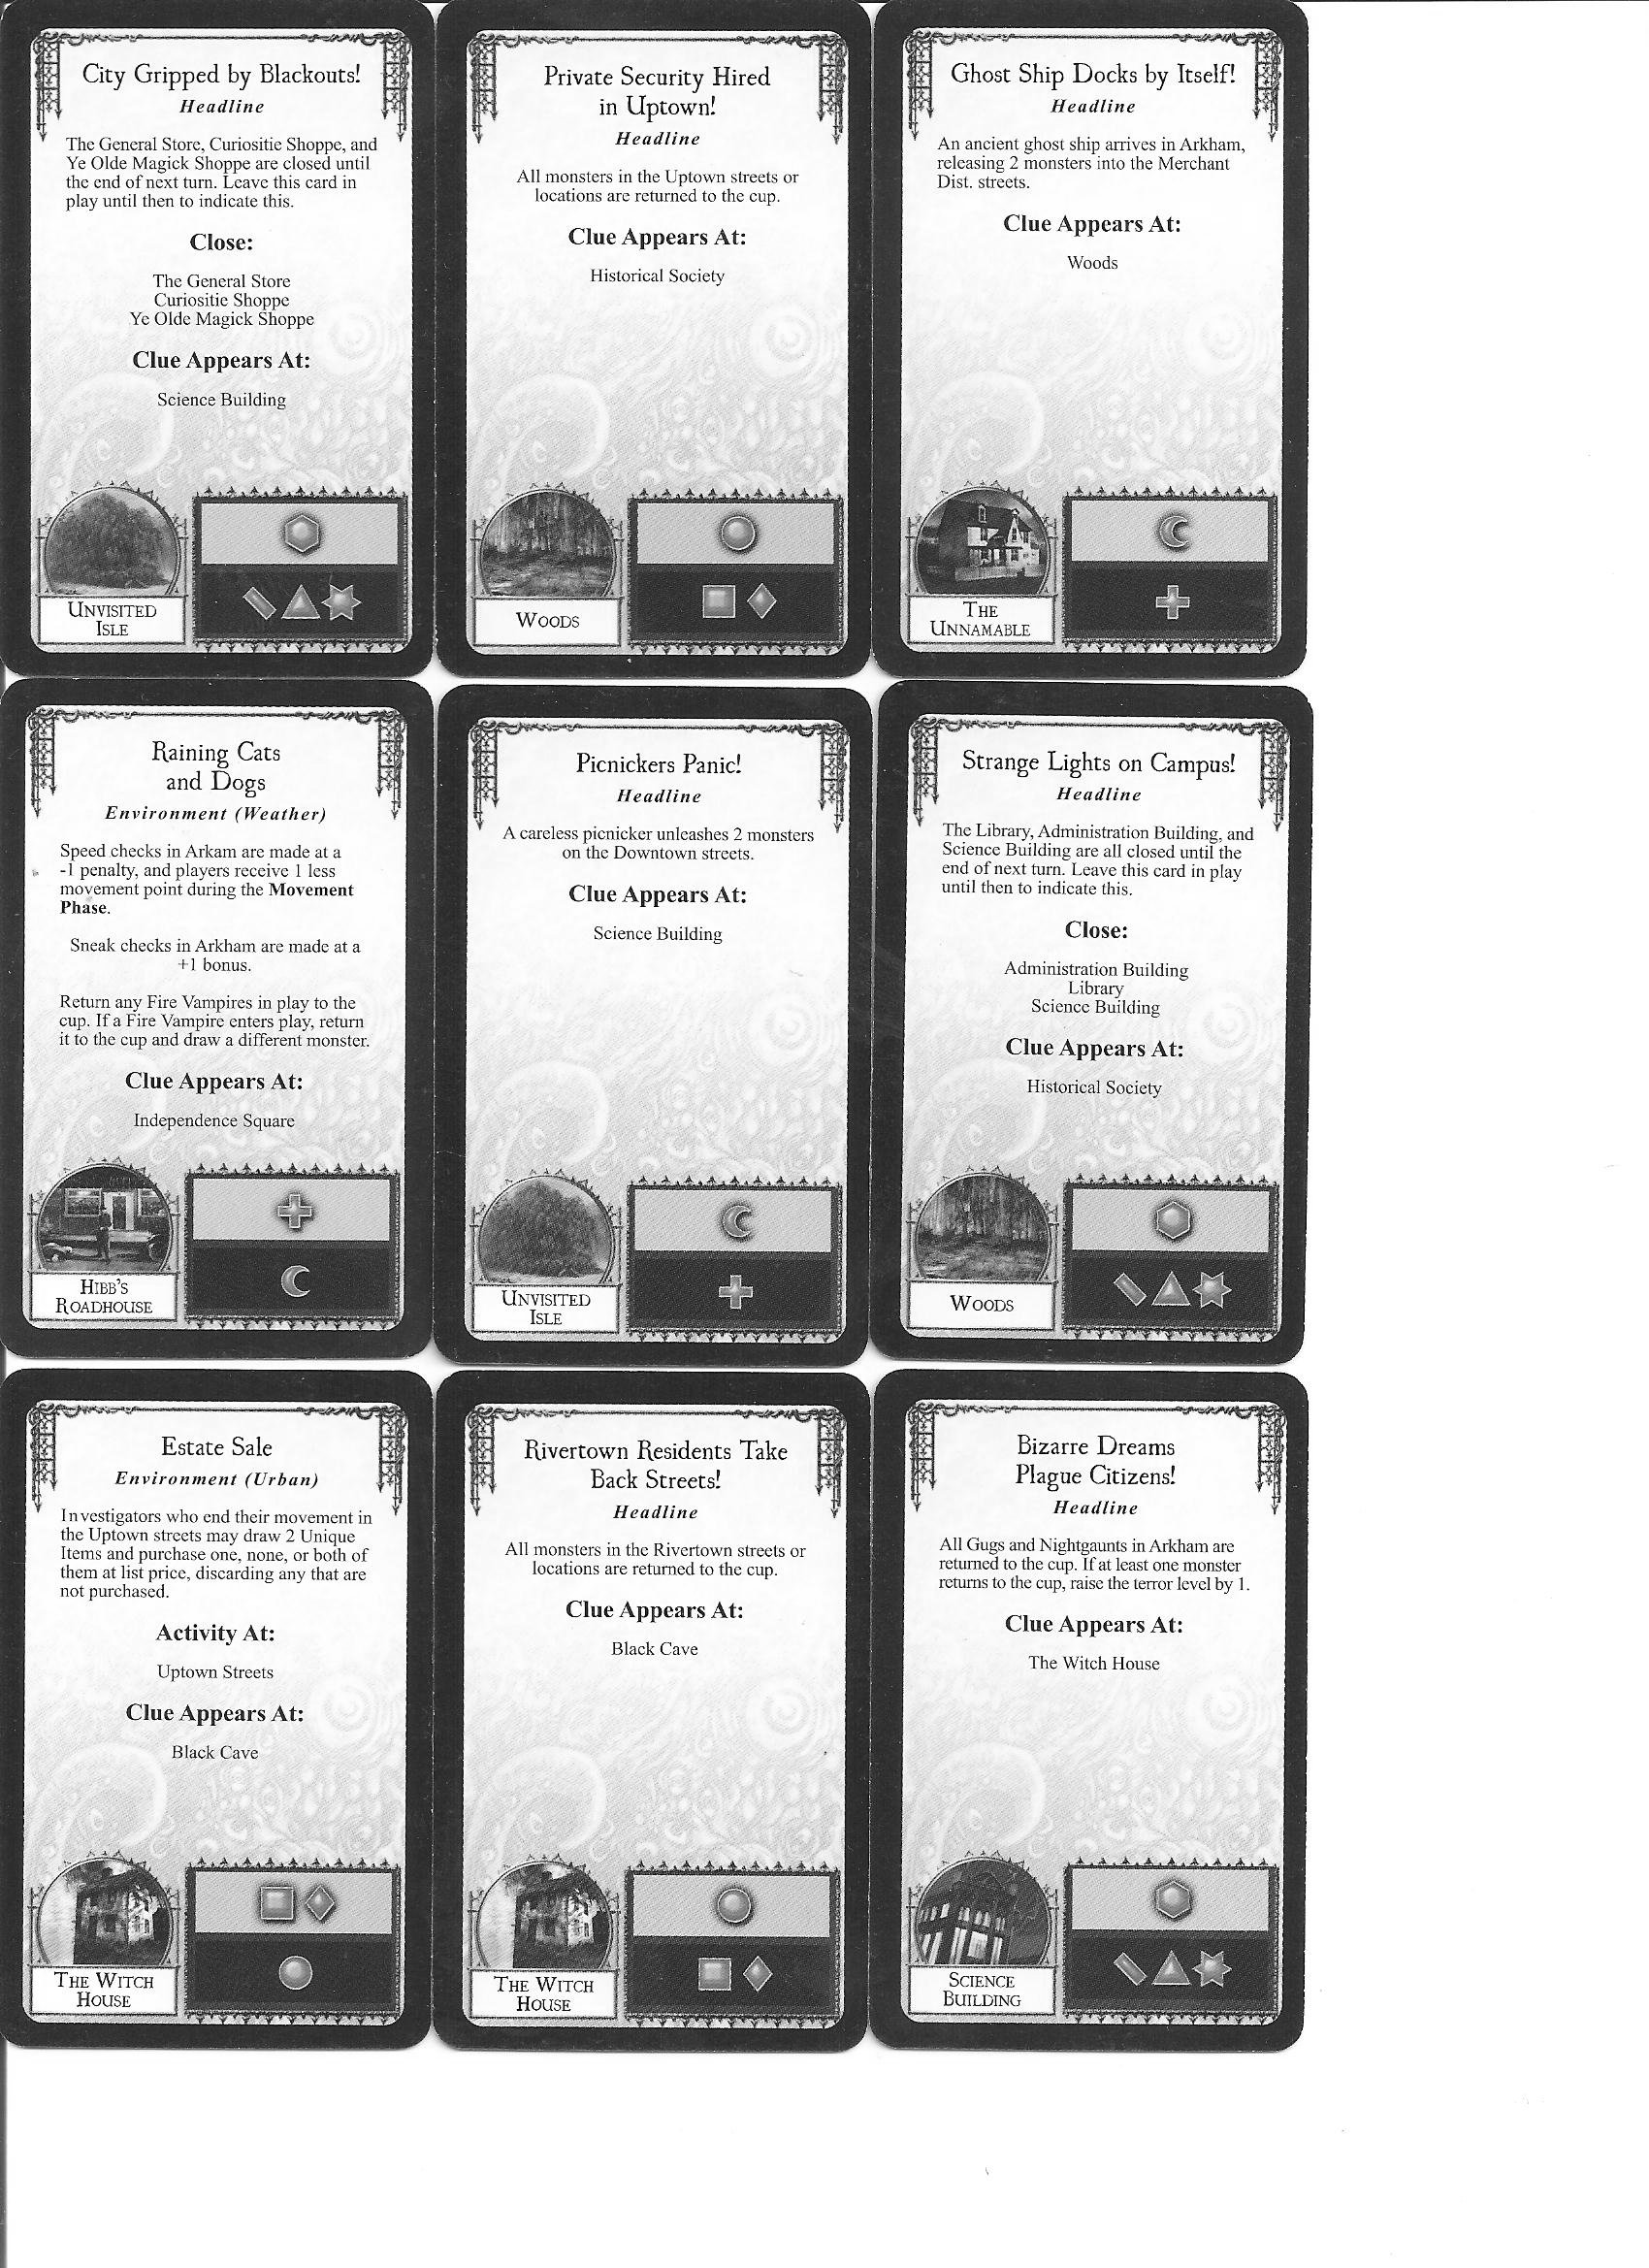 City Gripped by Blackouts!
Headline
The General Store, Curiositie Shoppe, and
Ye Olde Magick Shoppe are closed until
the end of next turn. Leave this card in
play until then to indicate this.
Close:
The General Store
Curiositie Shoppe
Ye Olde Magick Shoppe
Clue Appears At:
Science Building
UNVISITED
ISLE
Private Security Hired
in Uptown!
Headline
All monsters in the Uptown streets or
locations are returned to the cup.
Clue Appears At:
Historical Society
WOODS
Ghost Ship Docks by Itself!
Headline
An ancient ghost ship arrives in Arkham,
releasing 2 monsters into the Merchant
Dist. streets.
Clue Appears At:
Woods
THE
UNNAMABLE
Raining Cats
and Dogs
Environment (Weather)
Speed checks in Arkam are made at a
-1 penalty, and players receive 1 less
movement point during the Movement
Phase.
Sneak checks in Arkham are made at a
+1 bonus.
Return any Fire Vampires in play to the
cup. If a Fire Vampire enters play, return
it to the cup and draw a different monster.
Clue Appears At:
Independence Square
HIBB'S
ROADHOUSE
Picnickers Panic!
Headline
A careless picnicker unleashes 2 monsters
on the Downtown streets.
Clue Appears At:
Science Building
UNVISITED
ISLE
Strange Lights on Campus!
Headline
The Library, Administration Building, and
Science Building are all closed until the
end of next turn. Leave this card in play
until then to indicate this.
Close:
Administration Building
Library
Science Building
Clue Appears At:
Historical Society
WOODS
Estate Sale
Environment (Urban)
Investigators who end their movement in
the Uptown streets may draw 2 Unique
Items and purchase one, none, or both of
them at list price, discarding any that are
not purchased.
Activity At:
Uptown Streets
Clue Appears At:
Black Cave
THE WITCH
HOUSE
Rivertown Residents Take
Back Streets!
Headline
All monsters in the Rivertown streets or
locations are returned to the cup.
Clue Appears At:
Black Cave
THE WITCH
HOUSE
Bizarre Dreams
Plague Citizens!
Headline
All Gugs and Nightgaunts in Arkham are
returned to the cup. If at least one monster
returns to the cup, raise the terror level by 1.
Clue Appears At:
The Witch House
SCIENCE
BUILDING